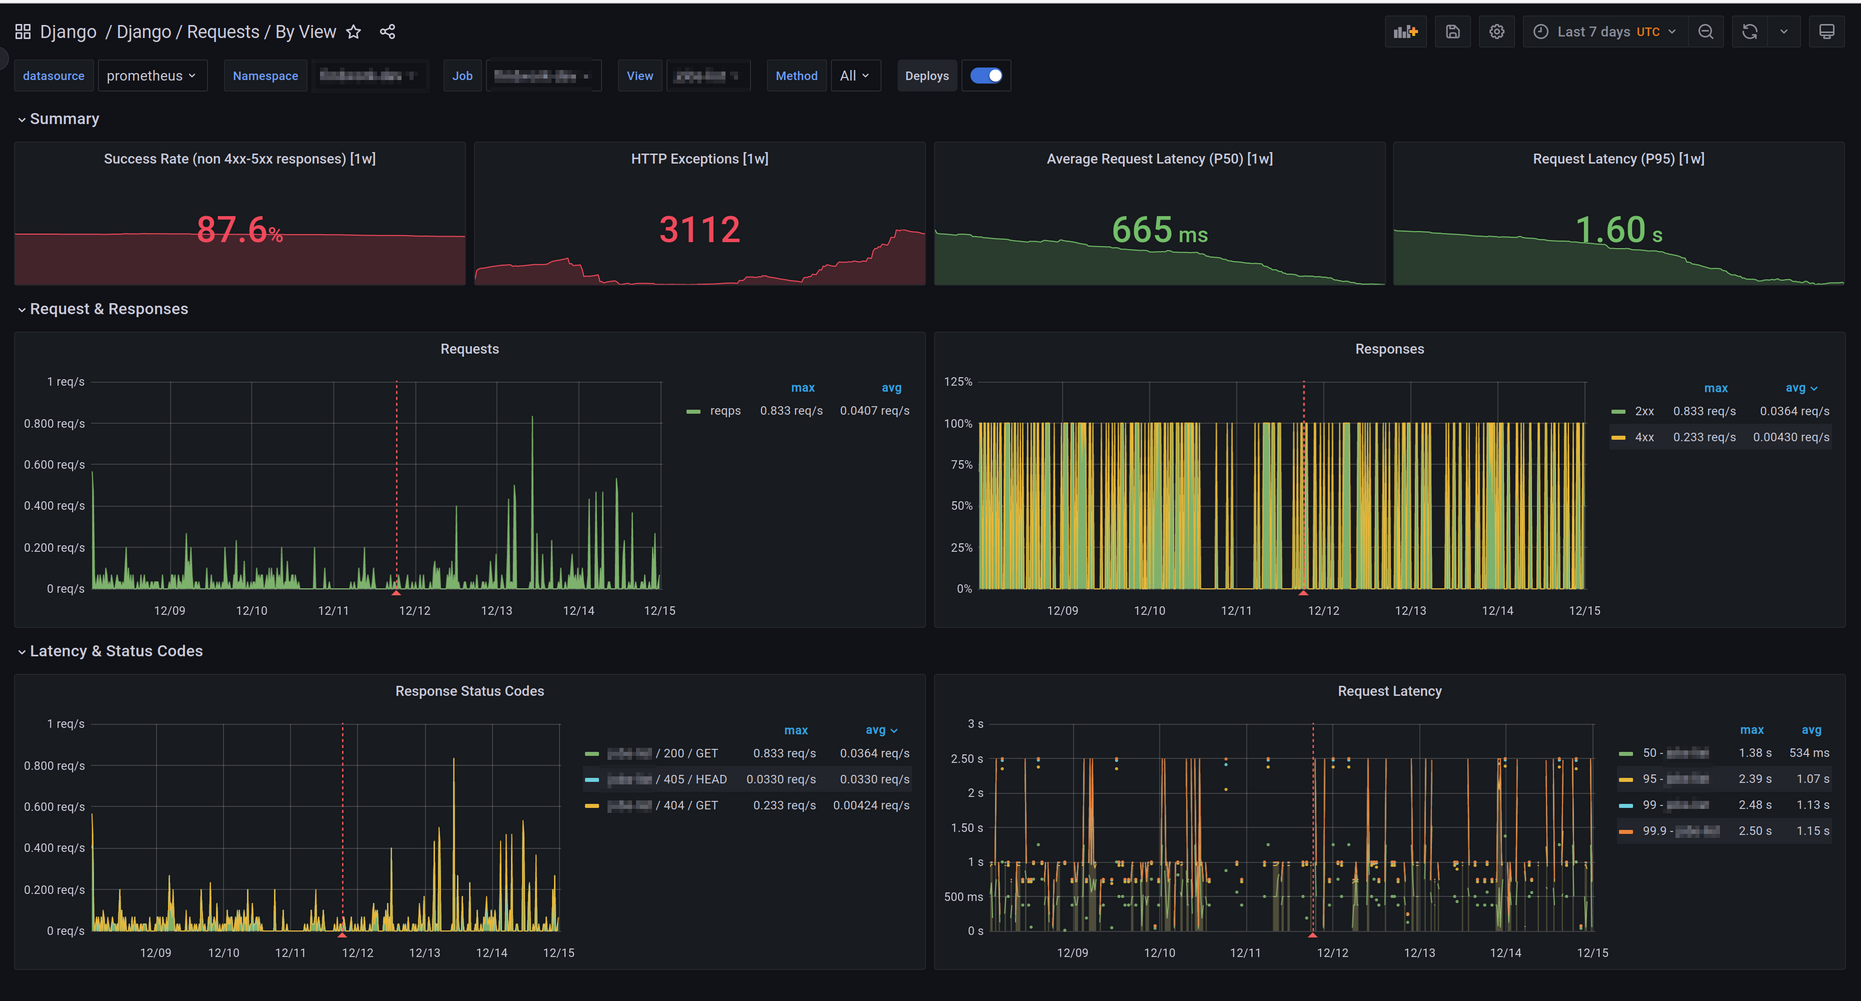 Django / Django / Requests / By View
Last 7 days UTC
datasource prometheus Namespace Job View Method All Deploys
Summary
Success Rate (non 4xx-5xx responses) [1w]
87.6%
HTTP Exceptions [1w]
3112
Average Request Latency (P50) [1w]
665 ms
Request Latency (P95) [1w]
1.60 s
Request & Responses
Requests
1 req/s
0.800 req/s
0.600 req/s
0.400 req/s
0.200 req/s
0 req/s
12/09 12/10 12/11 12/12 12/13 12/14 12/15
max avg
reqps 0.833 req/s 0.0407 req/s
Responses
125%
100%
75%
50%
25%
0%
12/09 12/10 12/11 12/12 12/13 12/14 12/15
max avg
2xx 0.833 req/s 0.0364 req/s
4xx 0.233 req/s 0.00430 req/s
Latency & Status Codes
Response Status Codes
1 req/s
0.800 req/s
0.600 req/s
0.400 req/s
0.200 req/s
0 req/s
12/09 12/10 12/11 12/12 12/13 12/14 12/15
max avg
/ 200 / GET 0.833 req/s 0.0364 req/s
/ 405 / HEAD 0.0330 req/s 0.0330 req/s
/ 404 / GET 0.233 req/s 0.00424 req/s
Request Latency
3 s
2.50 s
2 s
1.50 s
1 s
500 ms
0 s
12/09 12/10 12/11 12/12 12/13 12/14 12/15
max avg
50 - 1.38 s 534 ms
95 - 2.39 s 1.07 s
99 - 2.48 s 1.13 s
99.9 - 2.50 s 1.15 s